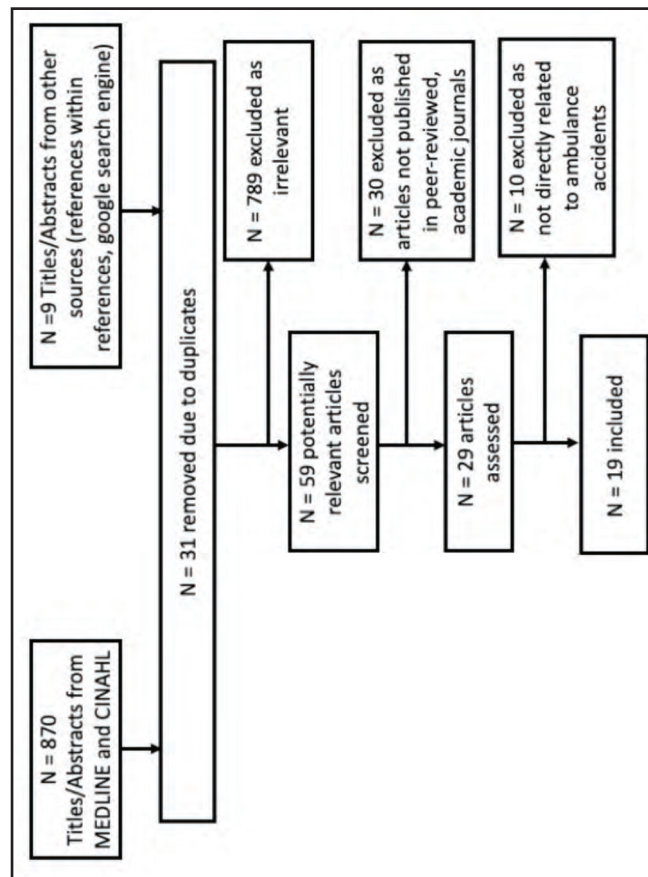 N = 870
Titles/Abstracts from
MEDLINE and CINAHL
N =9 Titles/Abstracts from other
sources (references within
references, google search engine)
N = 31 removed due to duplicates
N = 789 excluded as
irrelevant
N = 59 potentially
relevant articles
screened
N = 30 excluded as
articles not published
in peer-reviewed,
academic journals
N = 29 articles
assessed
N = 10 excluded as
not directly related
to ambulance
accidents
N = 19 included